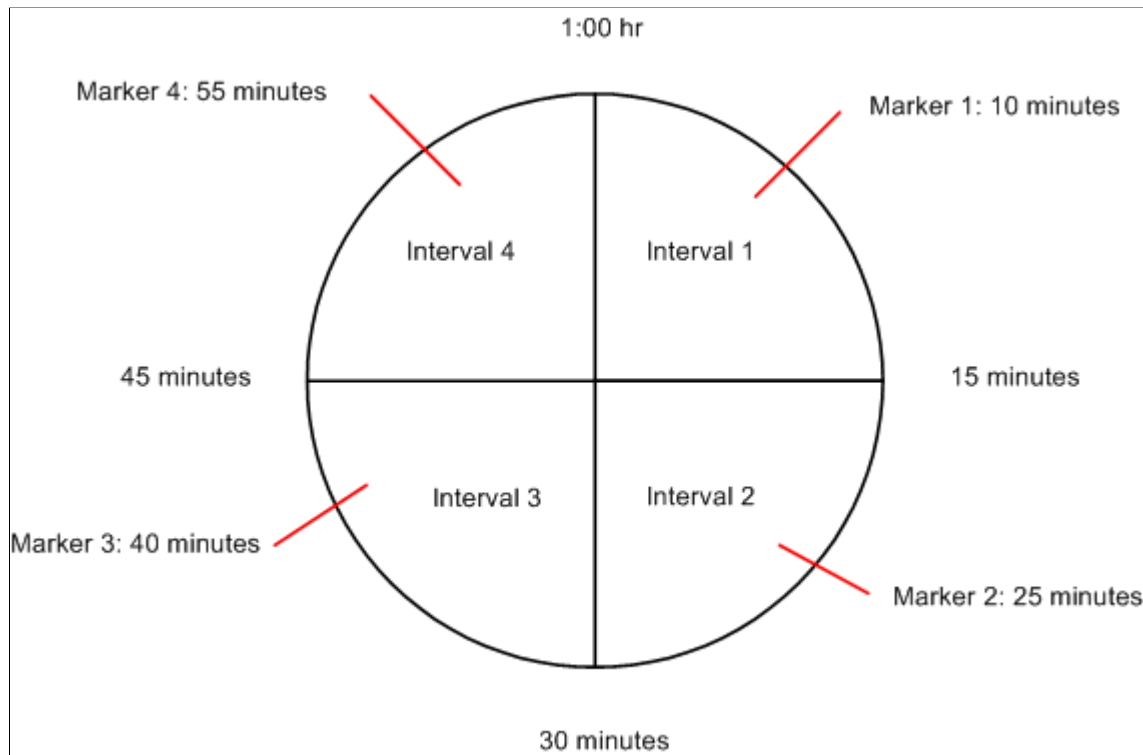 1:00 hr
Marker 4: 55 minutes
Marker 1: 10 minutes
Interval 4
Interval 1
45 minutes
15 minutes
Interval 3
Interval 2
Marker 3: 40 minutes
Marker 2: 25 minutes
30 minutes